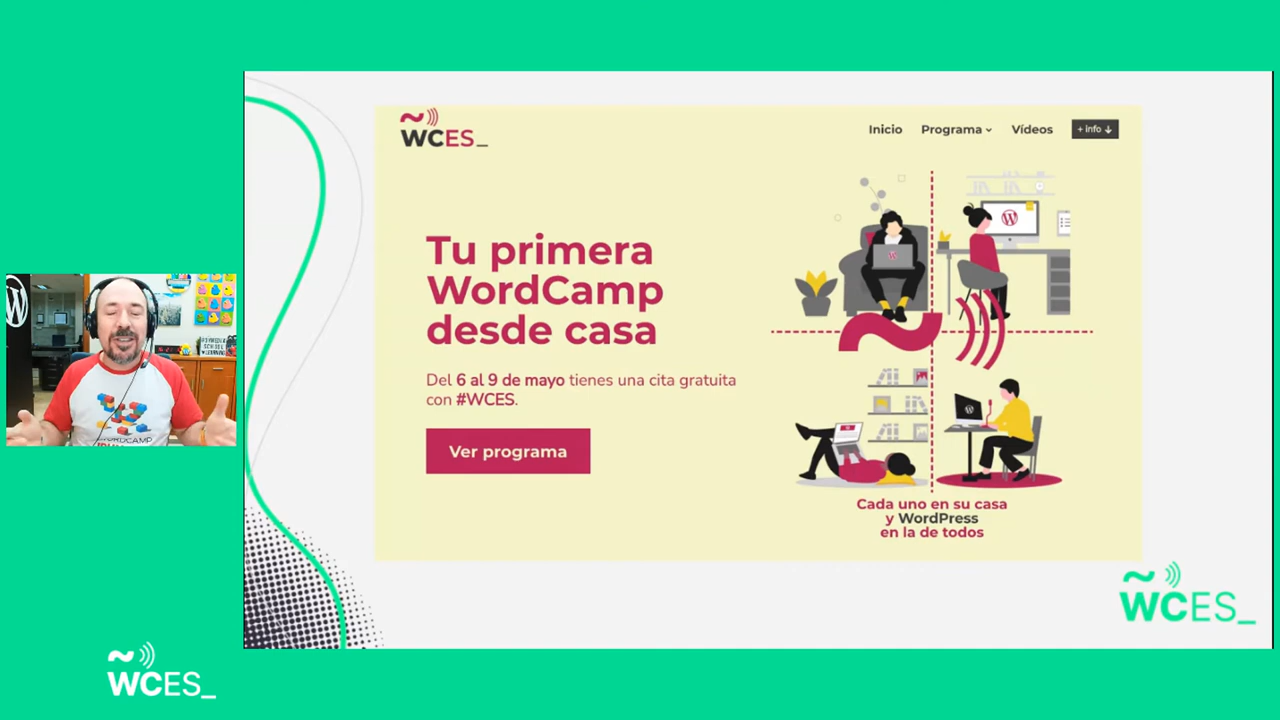 WCES_
Inicio
Programa
Vídeos
+ info ↓
Tu primera
WordCamp
desde casa
Del 6 al 9 de mayo tienes una cita gratuita
con #WCES.
Ver programa
Cada uno en su casa
y WordPress
en la de todos
WORDCAMP
WCES_
WCES_